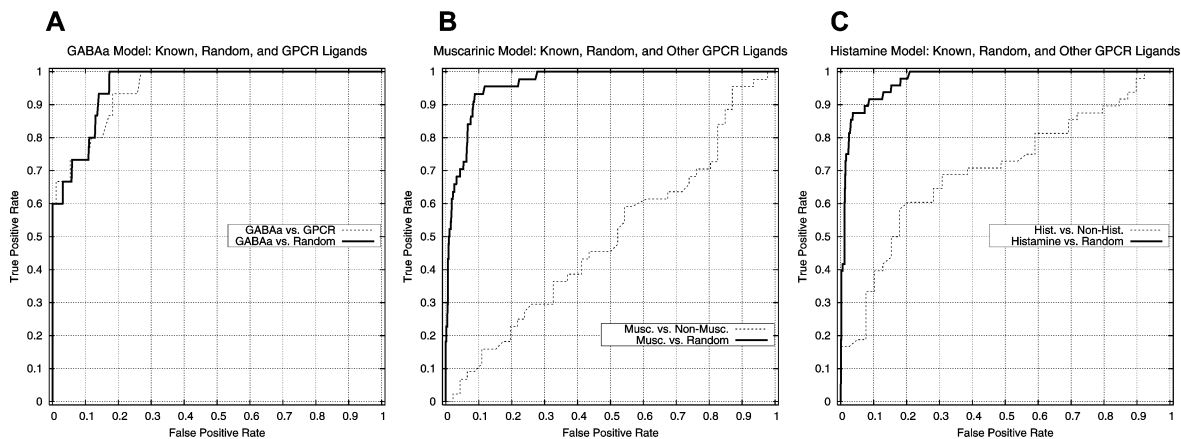 A
GABAa Model: Known, Random, and GPCR Ligands
True Positive Rate
1
0.9
0.8
0.7
0.6
0.5
0.4
0.3
0.2
0.1
0
GABAa vs. GPCR
GABAa vs. Random
0 0.1 0.2 0.3 0.4 0.5 0.6 0.7 0.8 0.9 1
False Positive Rate
B
Muscarinic Model: Known, Random, and Other GPCR Ligands
True Positive Rate
1
0.9
0.8
0.7
0.6
0.5
0.4
0.3
0.2
0.1
0
Musc. vs. Non-Musc.
Musc. vs. Random
0 0.1 0.2 0.3 0.4 0.5 0.6 0.7 0.8 0.9 1
False Positive Rate
C
Histamine Model: Known, Random, and Other GPCR Ligands
True Positive Rate
1
0.9
0.8
0.7
0.6
0.5
0.4
0.3
0.2
0.1
0
Hist. vs. Non-Hist.
Histamine vs. Random
0 0.1 0.2 0.3 0.4 0.5 0.6 0.7 0.8 0.9 1
False Positive Rate